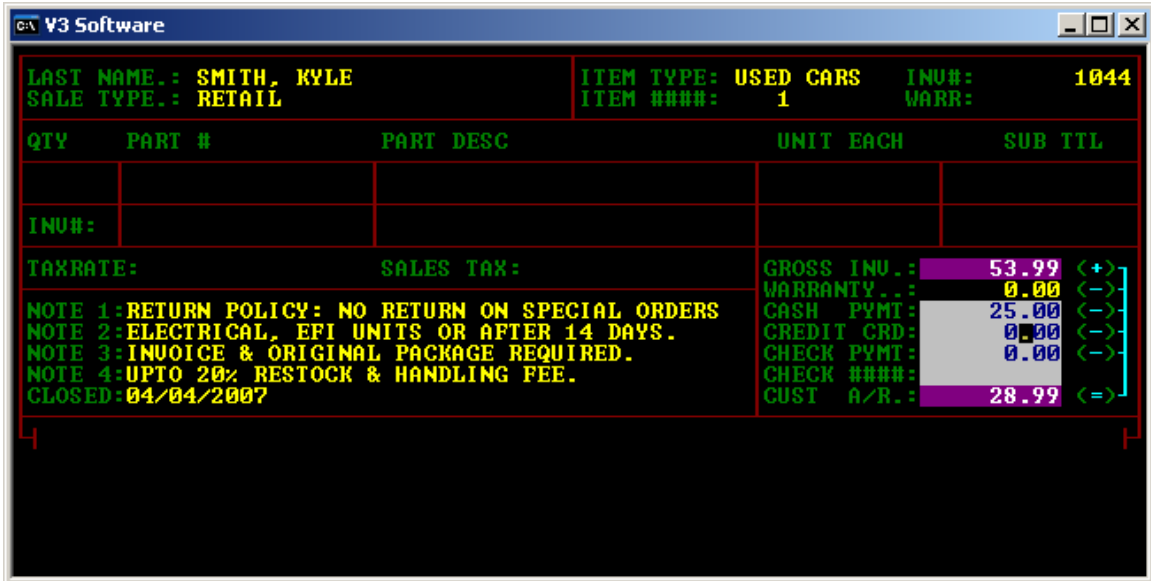 V3 Software
LAST NAME.: SMITH, KYLE ITEM TYPE: USED CARS INV#: 1044
SALE TYPE.: RETAIL ITEM ####: 1 WARR:
QTY PART # PART DESC UNIT EACH SUB TTL
INV#:
TAXRATE: SALES TAX: GROSS INV.: 53.99 (+)
WARRANTY..: 0.00 (-)
NOTE 1:RETURN POLICY: NO RETURN ON SPECIAL ORDERS CASH PYMT: 25.00 (-)
NOTE 2:ELECTRICAL, EFI UNITS OR AFTER 14 DAYS. CREDIT CRD: 0.00 (-)
NOTE 3:INVOICE & ORIGINAL PACKAGE REQUIRED. CHECK PYMT: 0.00 (-)
NOTE 4:UPTO 20% RESTOCK & HANDLING FEE. CHECK ####:
CLOSED:04/04/2007 CUST A/R.: 28.99 (=)